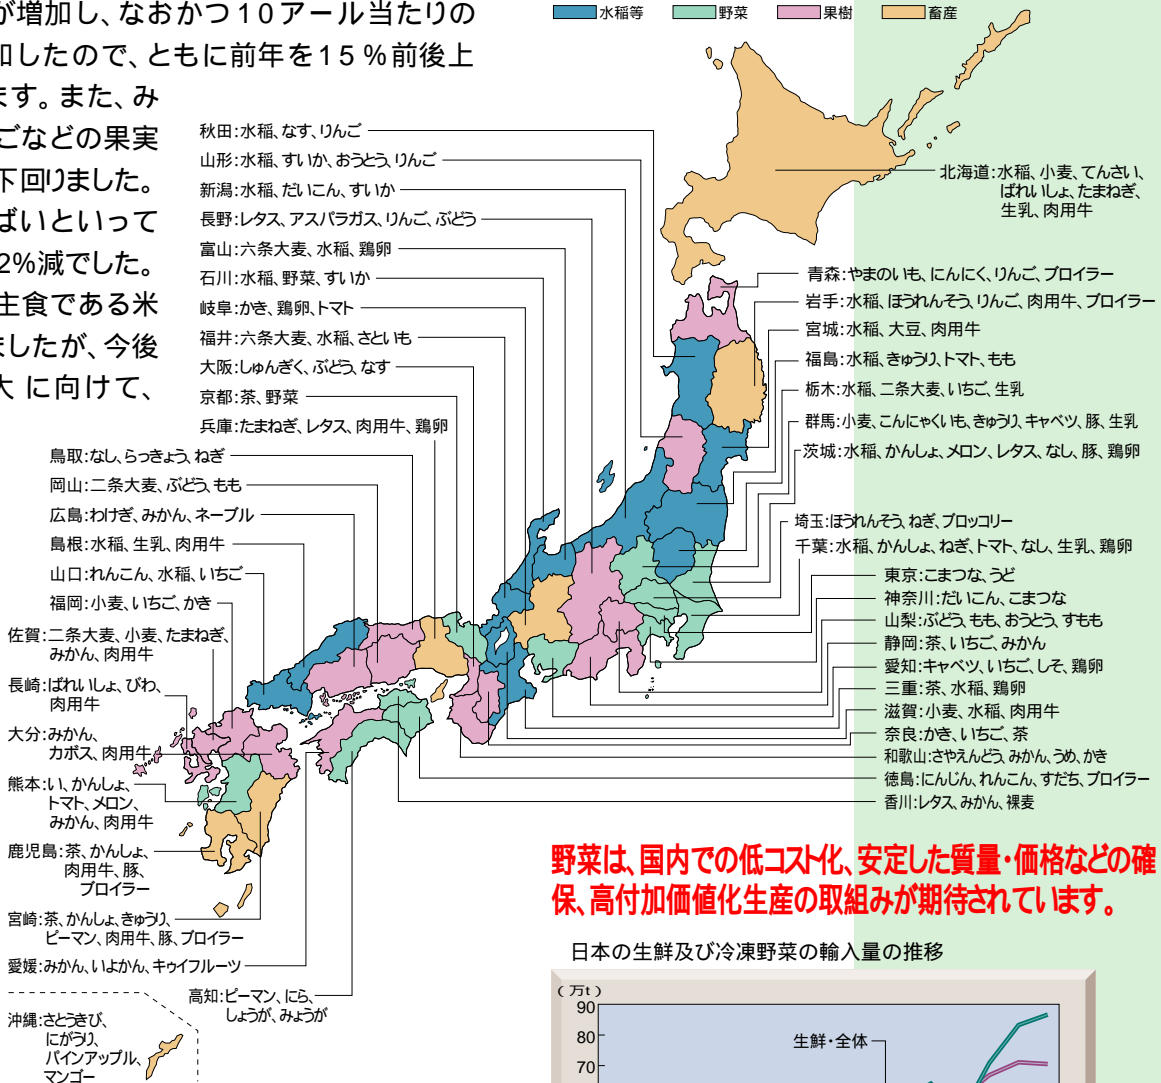 が増加し、なおかつ10アール当たりの
加したので、ともに前年を15%前後上
ます。また、み
ごなどの果実
下回りました。
ばいといって
2%減でした。
主食である米
ましたが、今後
大に向けて、
水稲等 野菜 果樹 畜産
秋田:水稲、なす、りんご
山形:水稲、すいか、おうとう、りんご
新潟:水稲、だいこん、すいか
長野:レタス、アスパラガス、りんご、ぶどう
富山:六条大麦、水稲、鶏卵
石川:水稲、野菜、すいか
岐阜:かき、鶏卵、トマト
福井:六条大麦、水稲、さといも
大阪:しゅんぎく、ぶどう、なす
京都:茶、野菜
兵庫:たまねぎ、レタス、肉用牛、鶏卵
鳥取:なし、らっきょう、ねぎ
岡山:二条大麦、ぶどう、もも
広島:わけぎ、みかん、ネーブル
島根:水稲、生乳、肉用牛
山口:れんこん、水稲、いちご
福岡:小麦、いちご、かき
佐賀:二条大麦、小麦、たまねぎ、
みかん、肉用牛
長崎:ばれいしょ、びわ、
肉用牛
大分:みかん、
カボス、肉用牛
熊本:い、かんしょ、
トマト、メロン、
みかん、肉用牛
鹿児島:茶、かんしょ、
肉用牛、豚、
ブロイラー
宮崎:茶、かんしょ、きゅうり、
ピーマン、肉用牛、豚、ブロイラー
愛媛:みかん、いよかん、キウイフルーツ
高知:ピーマン、にら、
しょうが、みょうが
沖縄:さとうきび、
にがうり、
パインアップル、
マンゴー
北海道:水稲、小麦、てんさい、
ばれいしょ、たまねぎ、
生乳、肉用牛
青森:やまのいも、にんにく、りんご、ブロイラー
岩手:水稲、ほうれんそう、りんご、肉用牛、ブロイラー
宮城:水稲、大豆、肉用牛
福島:水稲、きゅうり、トマト、もも
栃木:水稲、二条大麦、いちご、生乳
群馬:小麦、こんにゃくいも、きゅうり、キャベツ、豚、生乳
茨城:水稲、かんしょ、メロン、レタス、なし、豚、鶏卵
埼玉:ほうれんそう、ねぎ、ブロッコリー
千葉:水稲、かんしょ、ねぎ、トマト、なし、生乳、鶏卵
東京:こまつな、うど
神奈川:だいこん、こまつな
山梨:ぶどう、もも、おうとう、すもも
静岡:茶、いちご、みかん
愛知:キャベツ、いちご、しそ、鶏卵
三重:茶、水稲、鶏卵
滋賀:小麦、水稲、肉用牛
奈良:かき、いちご、茶
和歌山:さやえんどう、みかん、うめ、かき
徳島:にんじん、れんこん、すだち、ブロイラー
香川:レタス、みかん、裸麦
野菜は、国内での低コスト化、安定した質量・価格などの確
保、高付加価値化生産の取組みが期待されています。
日本の生鮮及び冷凍野菜の輸入量の推移
(万t)
90
80
70
生鮮・全体